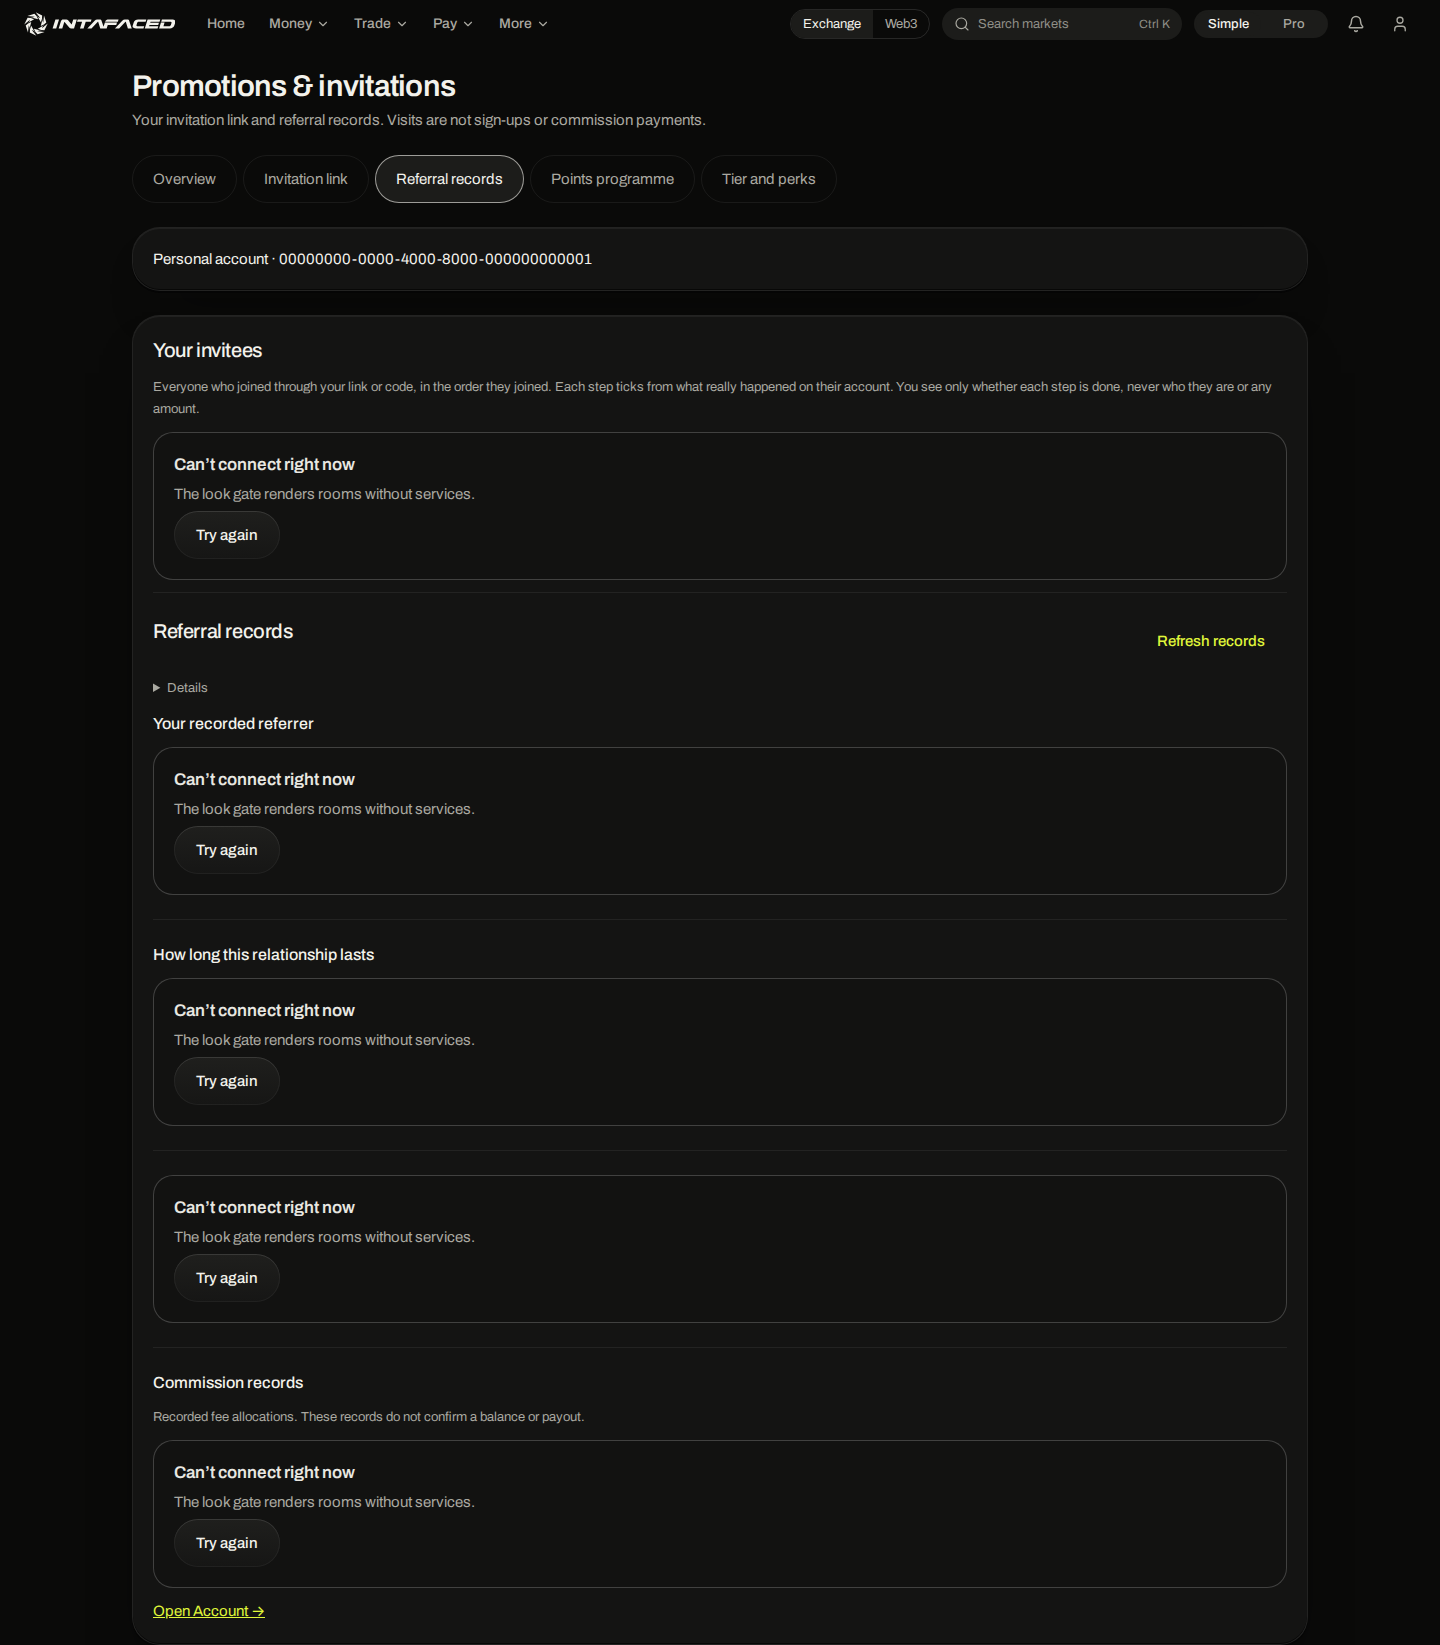 INTAFACED
Home
Money
Trade
Pay
More
Exchange
Web3
Search markets
Ctrl K
Simple
Pro
Promotions & invitations
Your invitation link and referral records. Visits are not sign-ups or commission payments.
Overview
Invitation link
Referral records
Points programme
Tier and perks
Personal account · 00000000-0000-4000-8000-000000000001
Your invitees
Everyone who joined through your link or code, in the order they joined. Each step ticks from what really happened on their account. You see only whether each step is done, never who they are or any
amount.
Can’t connect right now
The look gate renders rooms without services.
Try again
Referral records
Refresh records
Details
Your recorded referrer
Can’t connect right now
The look gate renders rooms without services.
Try again
How long this relationship lasts
Can’t connect right now
The look gate renders rooms without services.
Try again
Can’t connect right now
The look gate renders rooms without services.
Try again
Commission records
Recorded fee allocations. These records do not confirm a balance or payout.
Can’t connect right now
The look gate renders rooms without services.
Try again
Open Account →